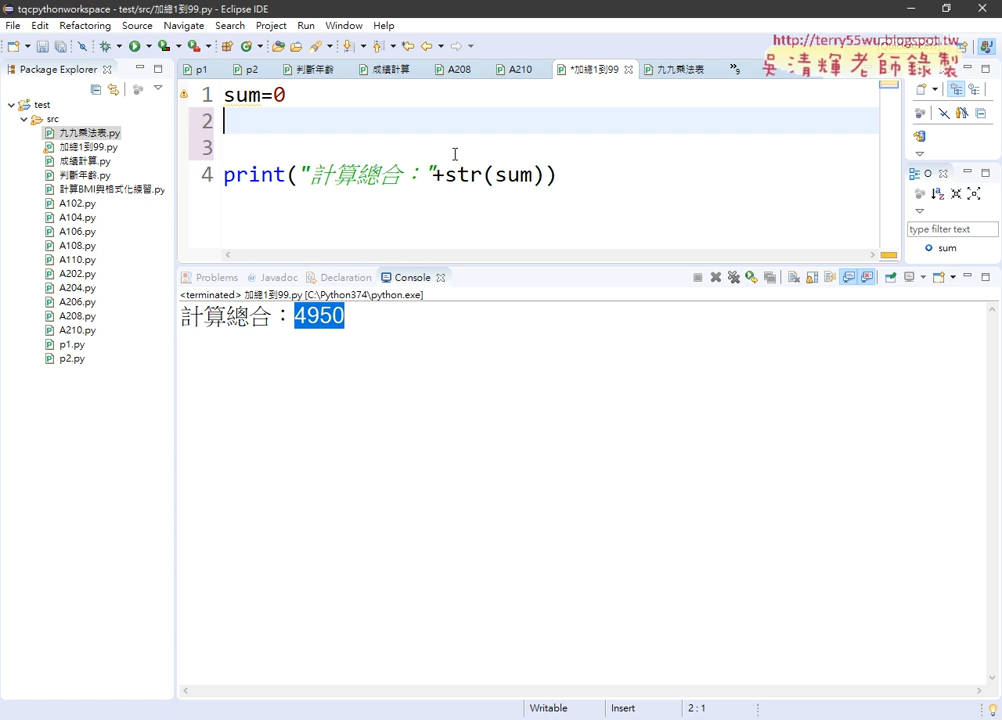 tqcpythonworkspace - test/src/加總1到99.py - Eclipse IDE
File Edit Refactoring Source Navigate Search Project Run Window Help
http://terry55wu.blogspot.tw
吳清輝老師錄製
Package Explorer
p1 p2 判斷年齡 成績計算 A208 A210 *加總1到99 九九乘法表 »9
test
src
九九乘法表.py
加總1到99.py
成績計算.py
判斷年齡.py
計算BMI與格式化練習.py
A102.py
A104.py
A106.py
A108.py
A110.py
A202.py
A204.py
A206.py
A208.py
A210.py
p1.py
p2.py
1 sum=0
2
3
4 print("計算總合："+str(sum))
O
type filter text
sum
Problems @ Javadoc Declaration Console
<terminated> 加總1到99.py [C:\Python374\python.exe]
計算總合：4950
Writable Insert 2 : 1